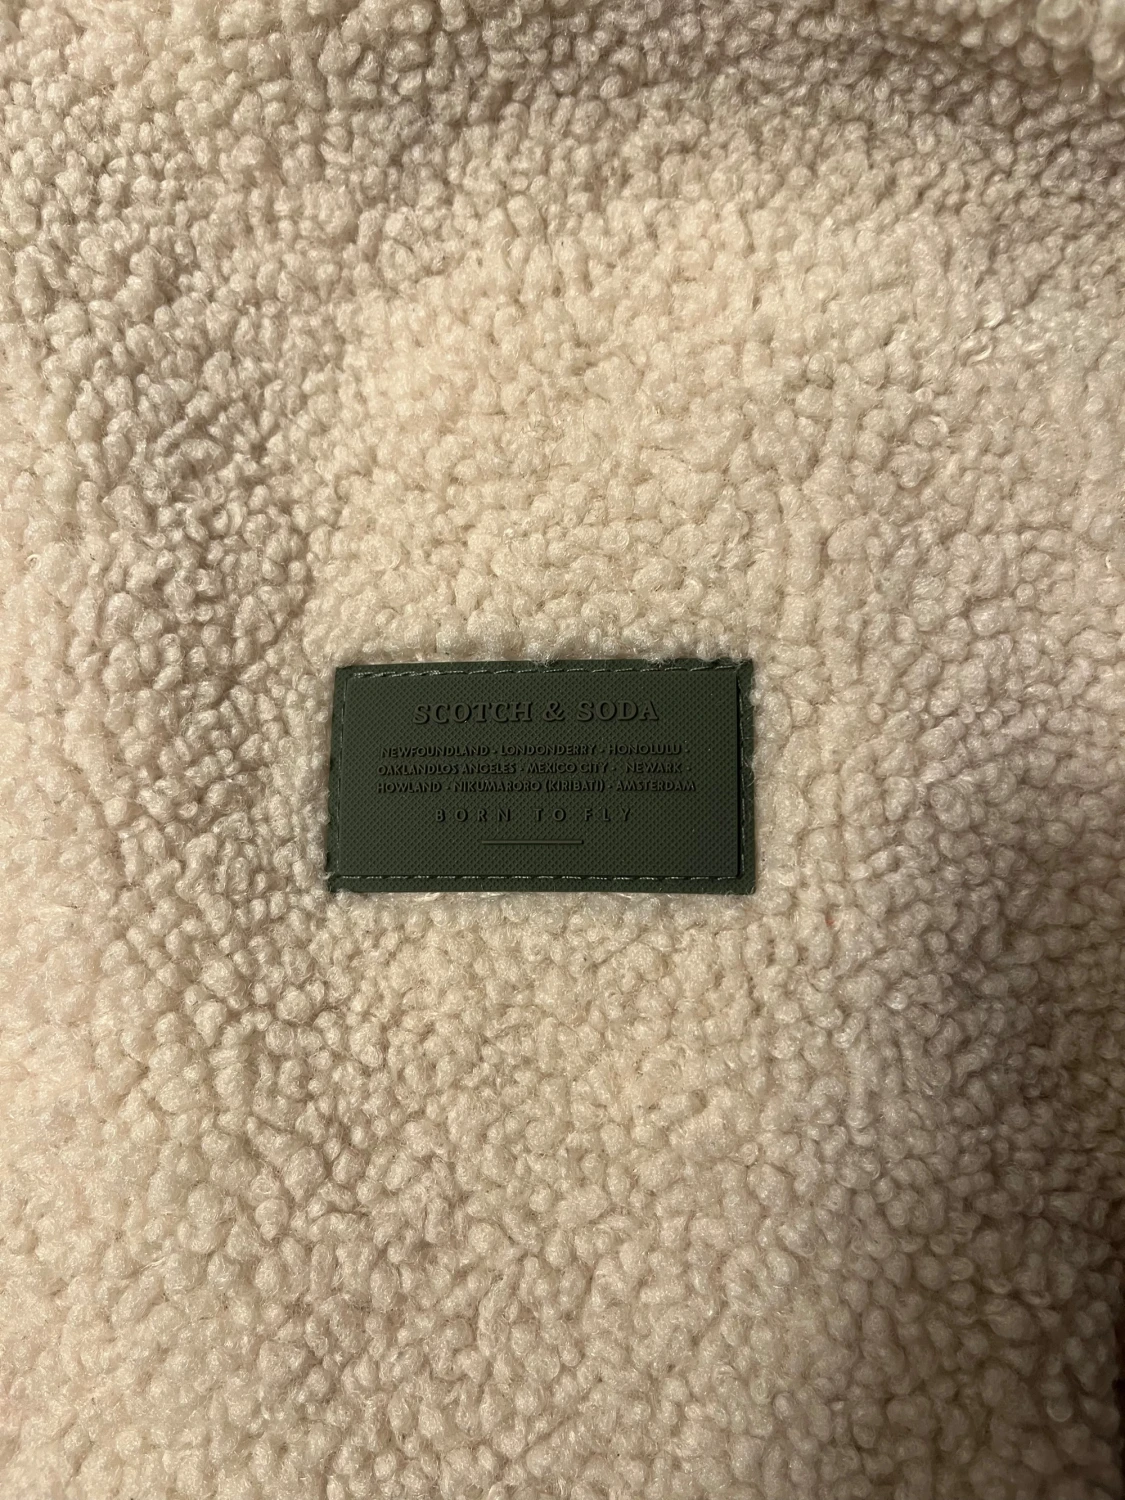 SCOTCH & SODA
NEWFOUNDLAND · LONDONDERRY · HONOLULU ·
OAKLANDLOS ANGELES · MEXICO CITY · NEWARK ·
HOWLAND · NIKUMARORO (KIRIBATI) · AMSTERDAM
BORN TO FLY